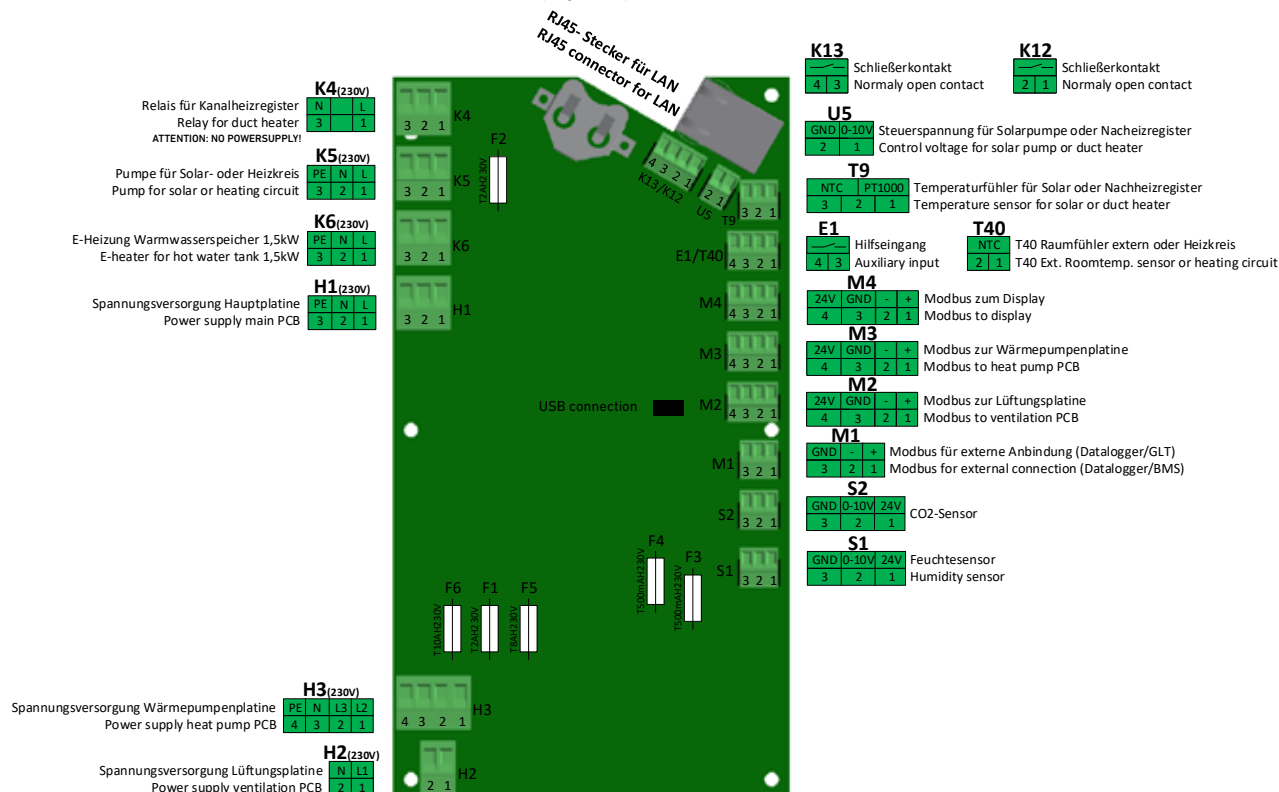 RJ45- Stecker für LAN
RJ45 connector for LAN
K4(230V)
Relais für Kanalheizregister
Relay for duct heater
ATTENTION: NO POWERSUPPLY!
N L
3 1
K5(230V)
Pumpe für Solar- oder Heizkreis
Pump for solar or heating circuit
PE N L
3 2 1
K6(230V)
E-Heizung Warmwasserspeicher 1,5kW
E-heater for hot water tank 1,5kW
PE N L
3 2 1
H1(230V)
Spannungsversorgung Hauptplatine
Power supply main PCB
PE N L
3 2 1
H3(230V)
Spannungsversorgung Wärmepumpenplatine
Power supply heat pump PCB
PE N L3 L2
4 3 2 1
H2(230V)
Spannungsversorgung Lüftungsplatine
Power supply ventilation PCB
N L1
2 1
3 2 1 K4
3 2 1 K5
3 2 1 K6
3 2 1 H1
F2
T2AH230V
4 3 2 1
K13/K12
2 1
U5
T9 3 2 1
E1/T40 4 3 2 1
M4 4 3 2 1
M3 4 3 2 1
USB connection
M2 4 3 2 1
M1 3 2 1
S2 3 2 1
S1 3 2 1
F4
T500mAH230V
F3
T500mAH230V
F6
T10AH230V
F1
T2AH230V
F5
T8AH230V
4 3 2 1 H3
2 1 H2
K13
4 3
Schließerkontakt
Normaly open contact
K12
2 1
Schließerkontakt
Normaly open contact
U5
GND 0-10V
2 1
Steuerspannung für Solarpumpe oder Nacheizregister
Control voltage for solar pump or duct heater
T9
NTC PT1000
3 2 1
Temperaturfühler für Solar oder Nachheizregister
Temperature sensor for solar or duct heater
E1
4 3
Hilfseingang
Auxiliary input
T40
NTC
2 1
T40 Raumfühler extern oder Heizkreis
T40 Ext. Roomtemp. sensor or heating circuit
M4
24V GND - +
4 3 2 1
Modbus zum Display
Modbus to display
M3
24V GND - +
4 3 2 1
Modbus zur Wärmepumpenplatine
Modbus to heat pump PCB
M2
24V GND - +
4 3 2 1
Modbus zur Lüftungsplatine
Modbus to ventilation PCB
M1
GND - +
3 2 1
Modbus für externe Anbindung (Datalogger/GLT)
Modbus for external connection (Datalogger/BMS)
S2
GND 0-10V 24V
3 2 1
CO2-Sensor
S1
GND 0-10V 24V
3 2 1
Feuchtesensor
Humidity sensor